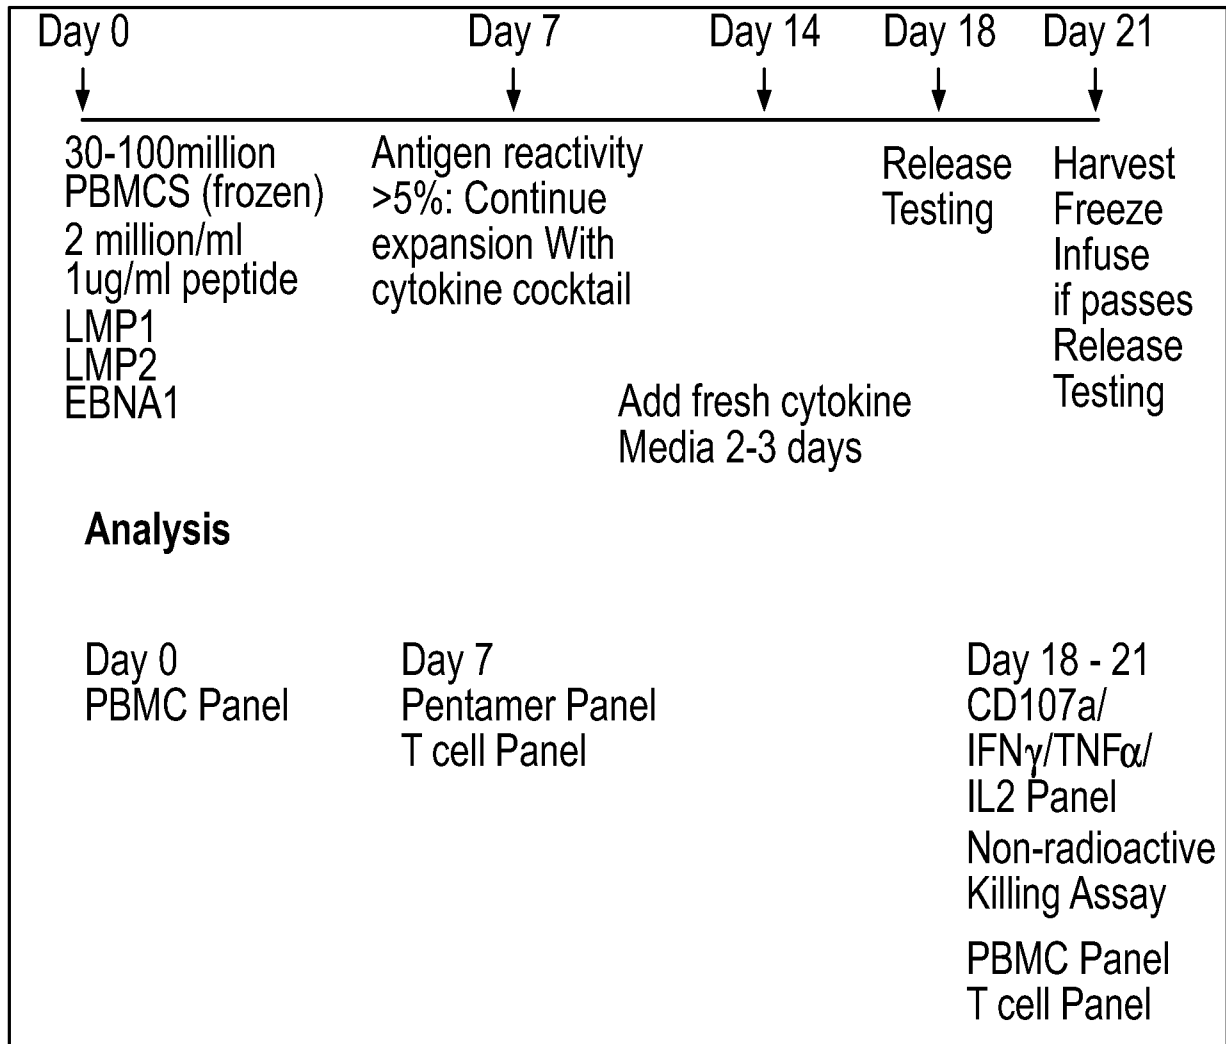 Day 0 Day 7 Day 14 Day 18 Day 21
30-100million
PBMCS (frozen)
2 million/ml
1ug/ml peptide
LMP1
LMP2
EBNA1
Antigen reactivity
>5%: Continue
expansion With
cytokine cocktail
Add fresh cytokine
Media 2-3 days
Release
Testing
Harvest
Freeze
Infuse
if passes
Release
Testing
Analysis
Day 0
PBMC Panel
Day 7
Pentamer Panel
T cell Panel
Day 18 - 21
CD107a/
IFNγ/TNFα/
IL2 Panel
Non-radioactive
Killing Assay
PBMC Panel
T cell Panel